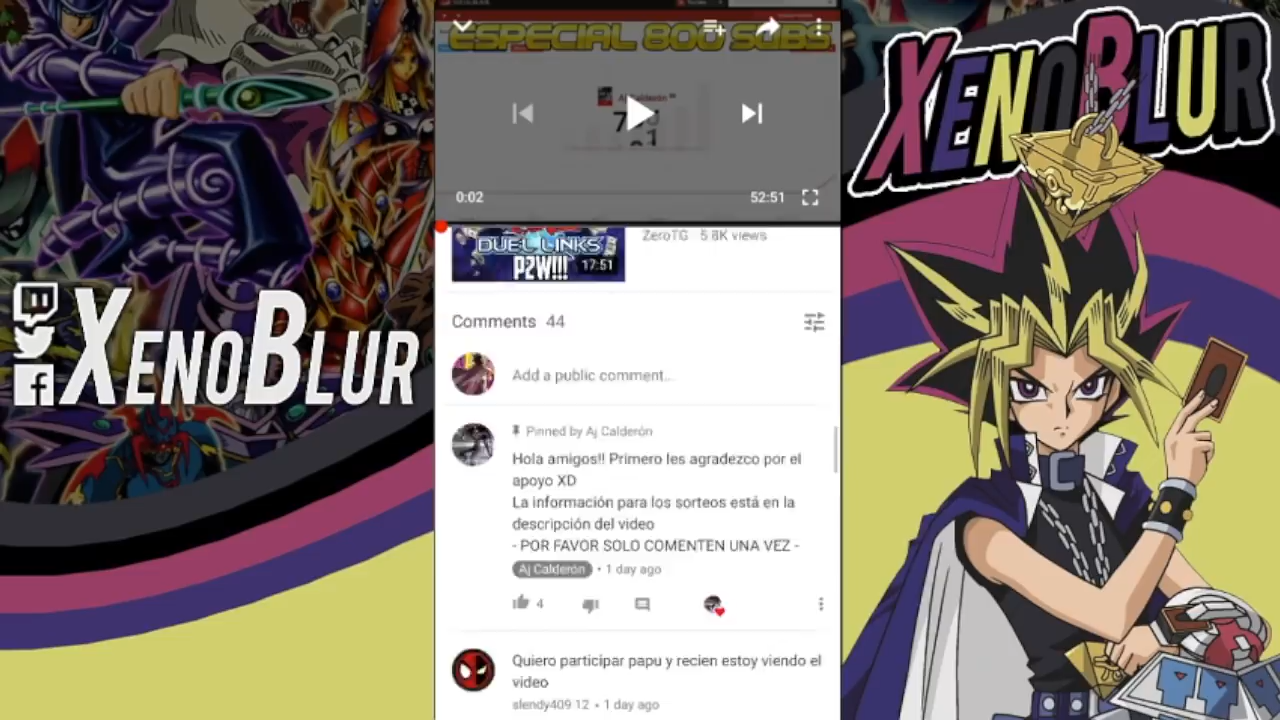 ESPECIAL 800 SUBS
Aj Calderón
0:02
52:51
DUEL LINKS
P2W!!!
17:51
ZeroTG 5.8K views
Comments 44
Add a public comment...
Pinned by Aj Calderón
Hola amigos!! Primero les agradezco por el
apoyo XD
La información para los sorteos está en la
descripción del video
- POR FAVOR SOLO COMENTEN UNA VEZ -
Aj Calderón • 1 day ago
4
Quiero participar papu y recien estoy viendo el
video
slendy409 12 • 1 day ago
XENOBLUR
XENOBLUR